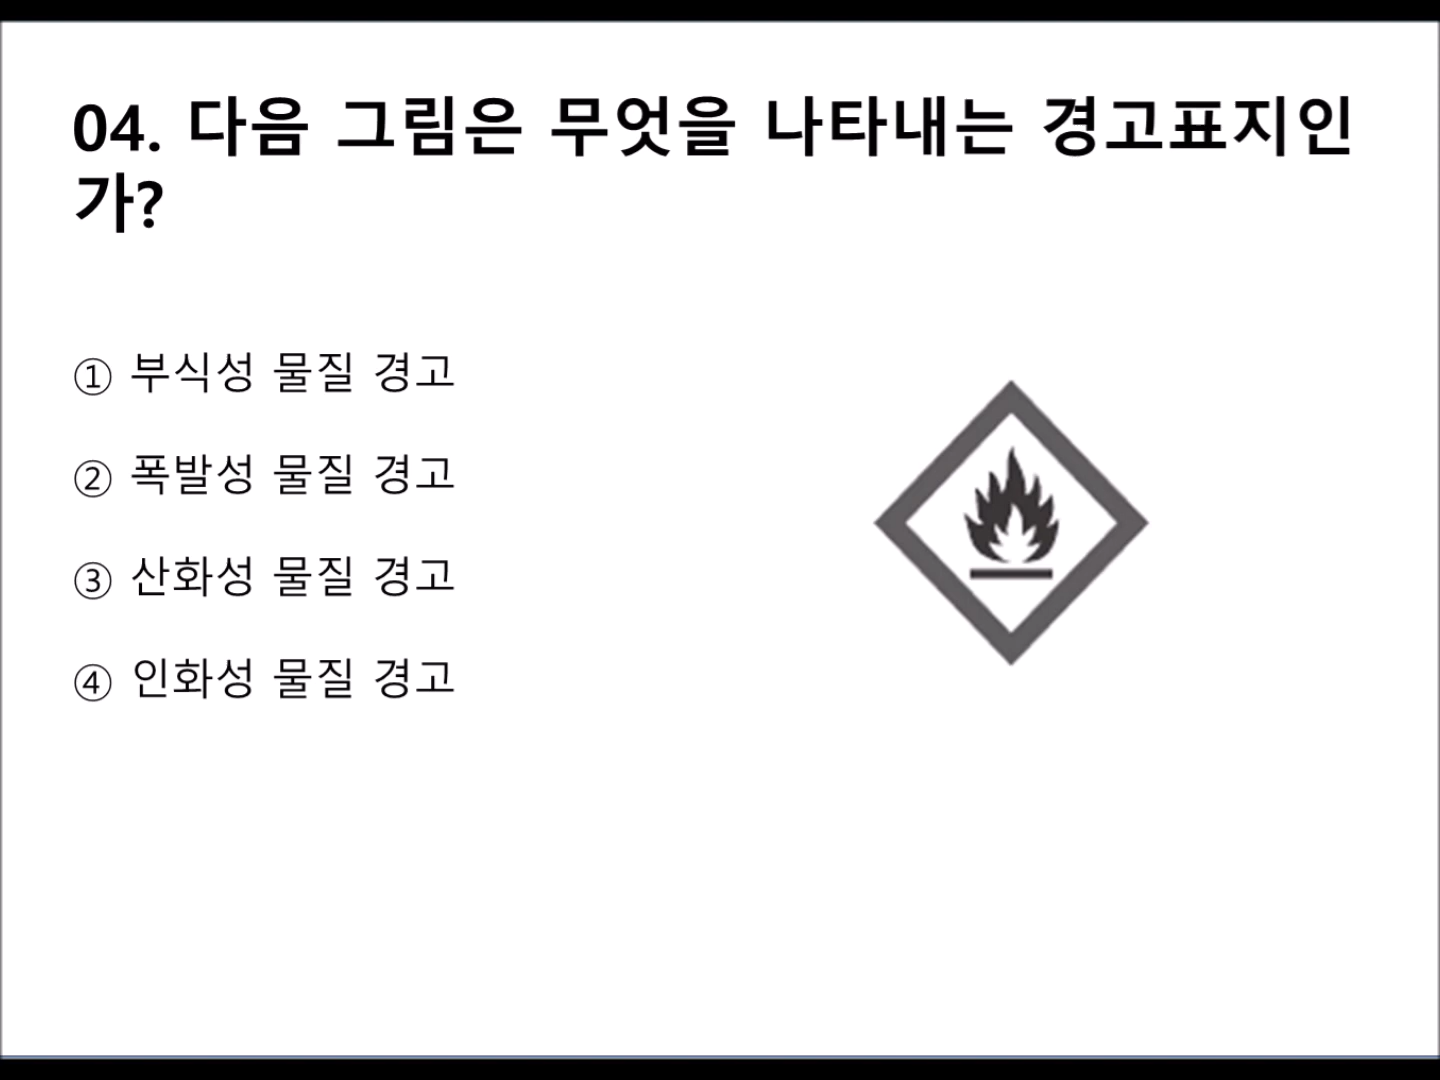 04. 다음 그림은 무엇을 나타내는 경고표지인
가?
① 부식성 물질 경고
② 폭발성 물질 경고
③ 산화성 물질 경고
④ 인화성 물질 경고